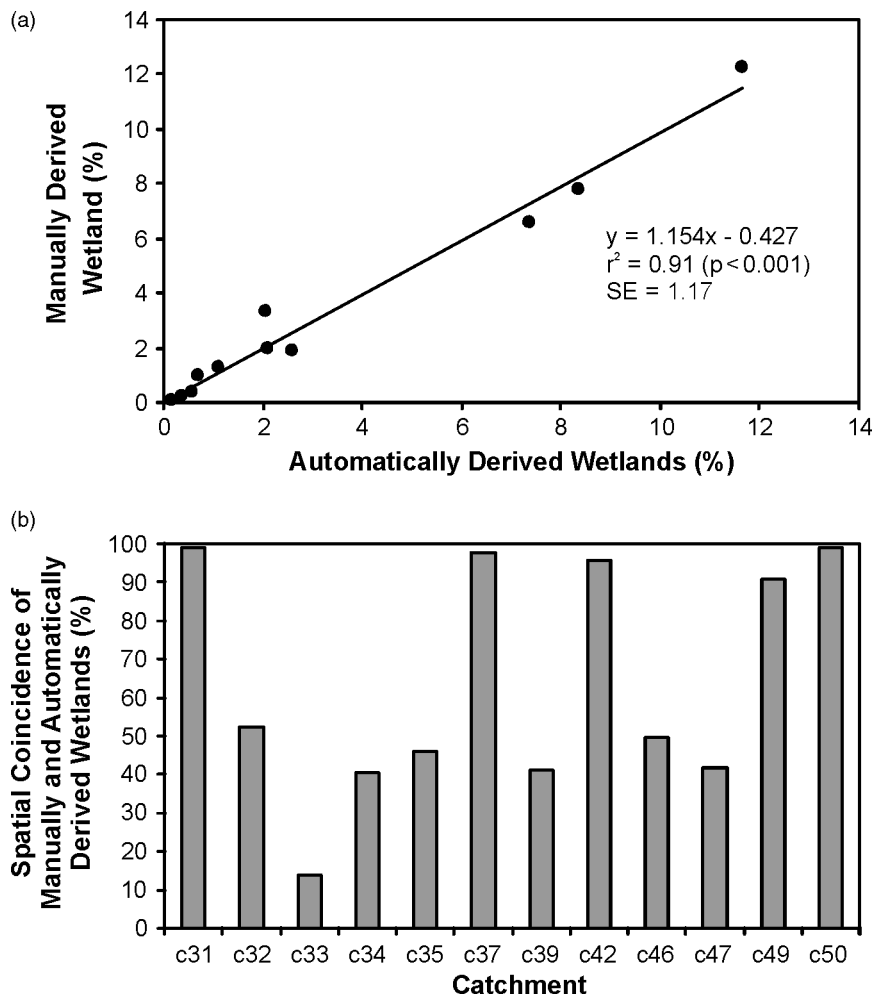 (a)
14
12
10
8
6
4
2
0
Manually Derived
Wetland (%)
y = 1.154x - 0.427
r² = 0.91 (p<0.001)
SE = 1.17
0 2 4 6 8 10 12 14
Automatically Derived Wetlands (%)
(b)
100
90
80
70
60
50
40
30
20
10
0
Spatial Coincidence of
Manually and Automatically
Derived Wetlands (%)
c31 c32 c33 c34 c35 c37 c39 c42 c46 c47 c49 c50
Catchment